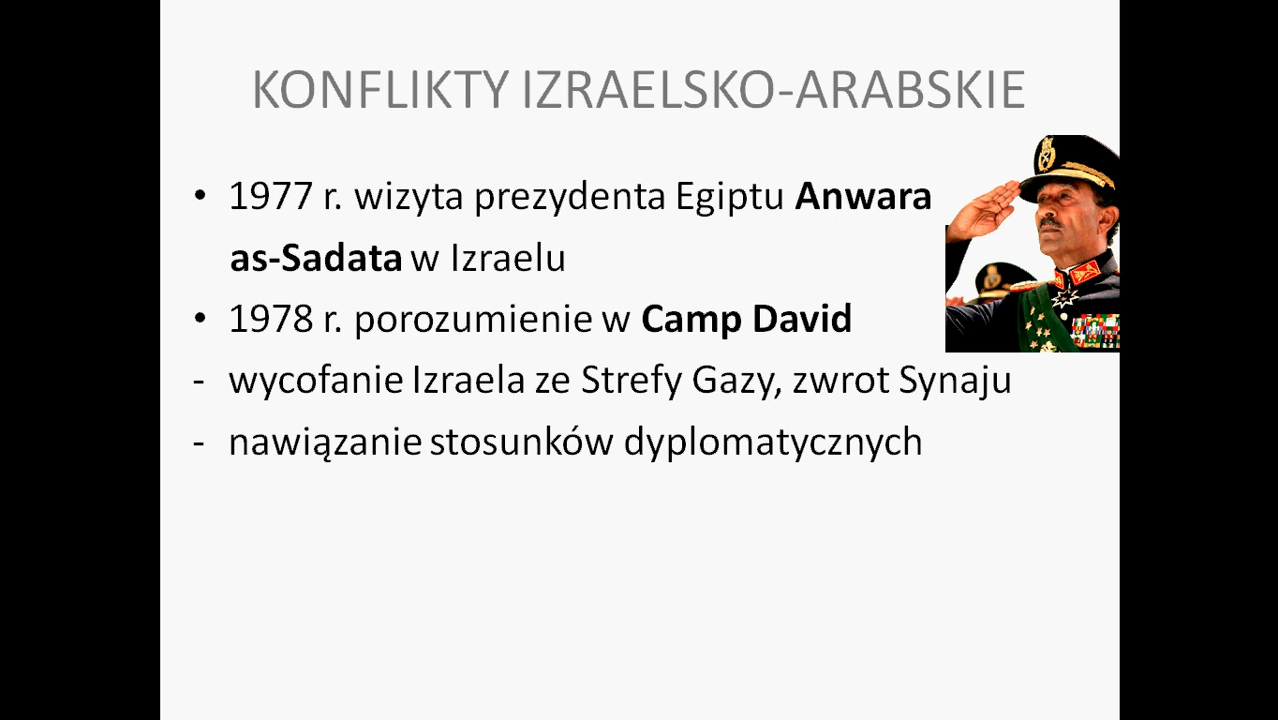 KONFLIKTY IZRAELSKO-ARABSKIE
• 1977 r. wizyta prezydenta Egiptu Anwara
as-Sadata w Izraelu
• 1978 r. porozumienie w Camp David
- wycofanie Izraela ze Strefy Gazy, zwrot Synaju
- nawiązanie stosunków dyplomatycznych